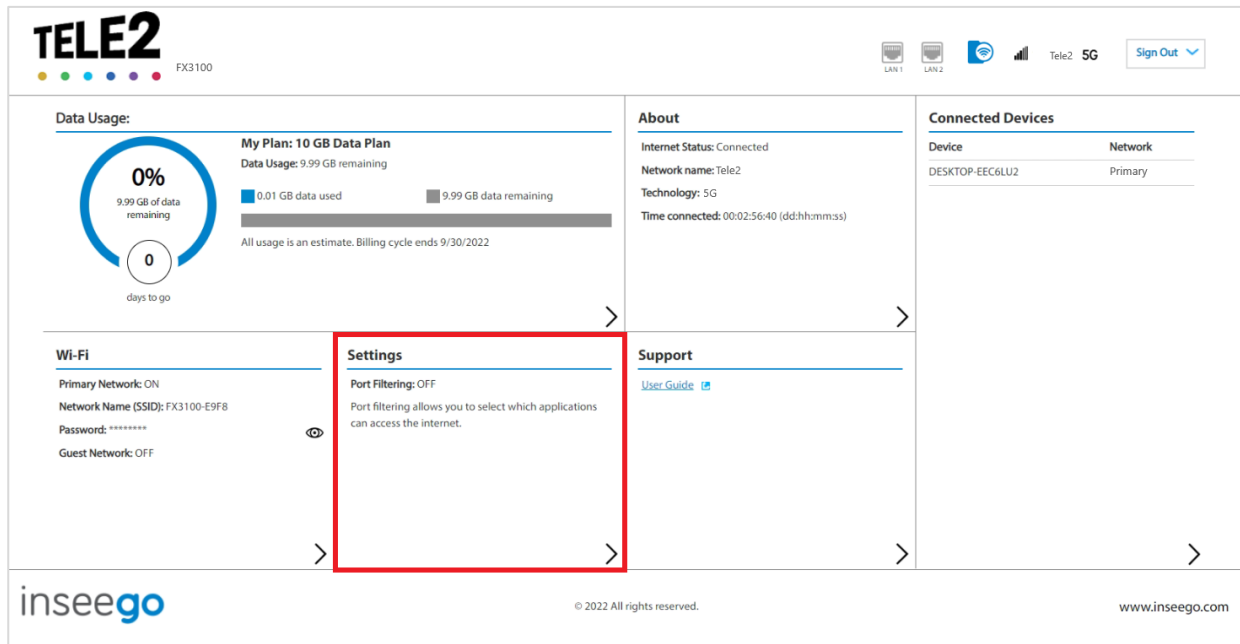 TELE2
FX3100
LAN 1
LAN 2
Tele2 5G
Sign Out
Data Usage:
0%
9.99 GB of data
remaining
0
days to go
My Plan: 10 GB Data Plan
Data Usage: 9.99 GB remaining
0.01 GB data used
9.99 GB data remaining
All usage is an estimate. Billing cycle ends 9/30/2022
About
Internet Status: Connected
Network name: Tele2
Technology: 5G
Time connected: 00:02:56:40 (dd:hh:mm:ss)
Connected Devices
Device Network
DESKTOP-EEC6LU2 Primary
Wi-Fi
Primary Network: ON
Network Name (SSID): FX3100-E9F8
Password: ********
Guest Network: OFF
Settings
Port Filtering: OFF
Port filtering allows you to select which applications
can access the internet.
Support
User Guide
inseego
© 2022 All rights reserved.
www.inseego.com